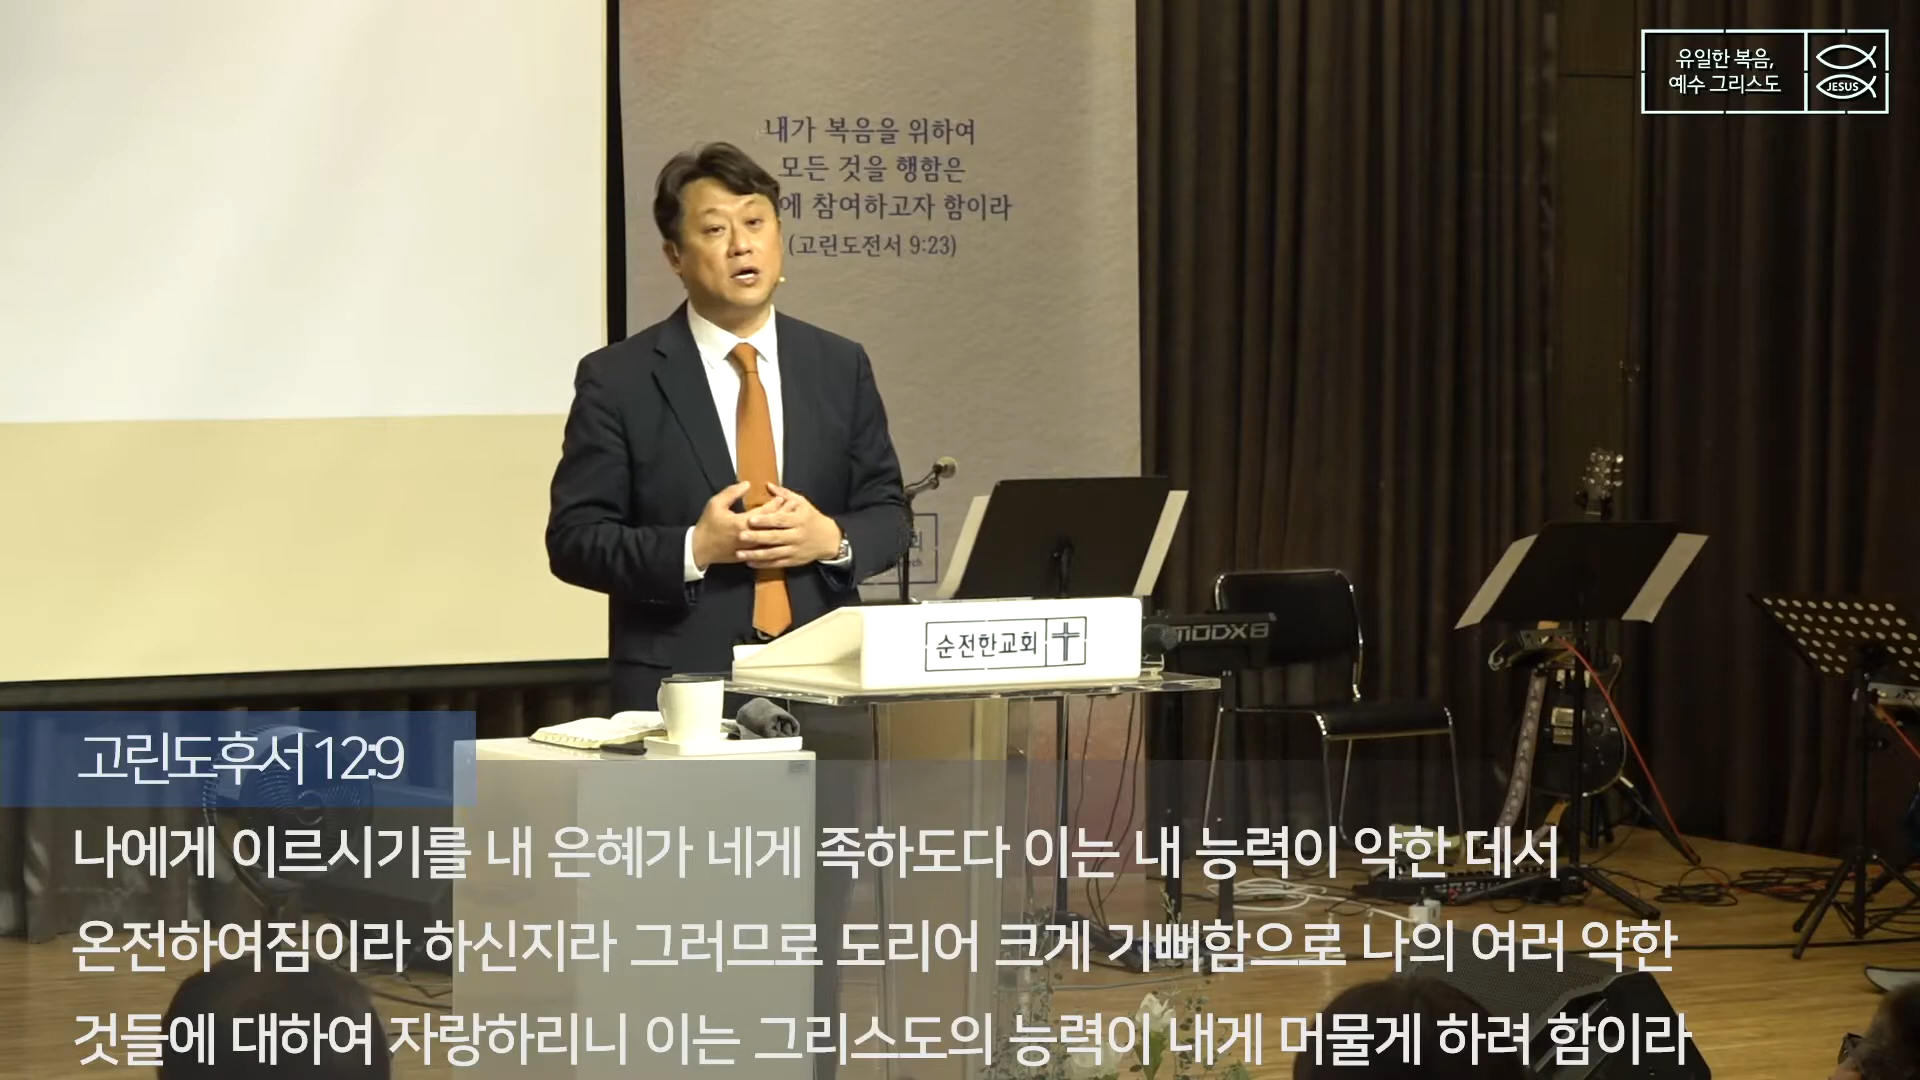 유일한 복음,
예수 그리스도
JESUS
내가 복음을 위하여
모든 것을 행함은
에 참여하고자 함이라
(고린도전서 9:23)
순전한교회
MODX8
고린도후서 12:9
나에게 이르시기를 내 은혜가 네게 족하도다 이는 내 능력이 약한 데서
온전하여짐이라 하신지라 그러므로 도리어 크게 기뻐함으로 나의 여러 약한
것들에 대하여 자랑하리니 이는 그리스도의 능력이 내게 머물게 하려 함이라